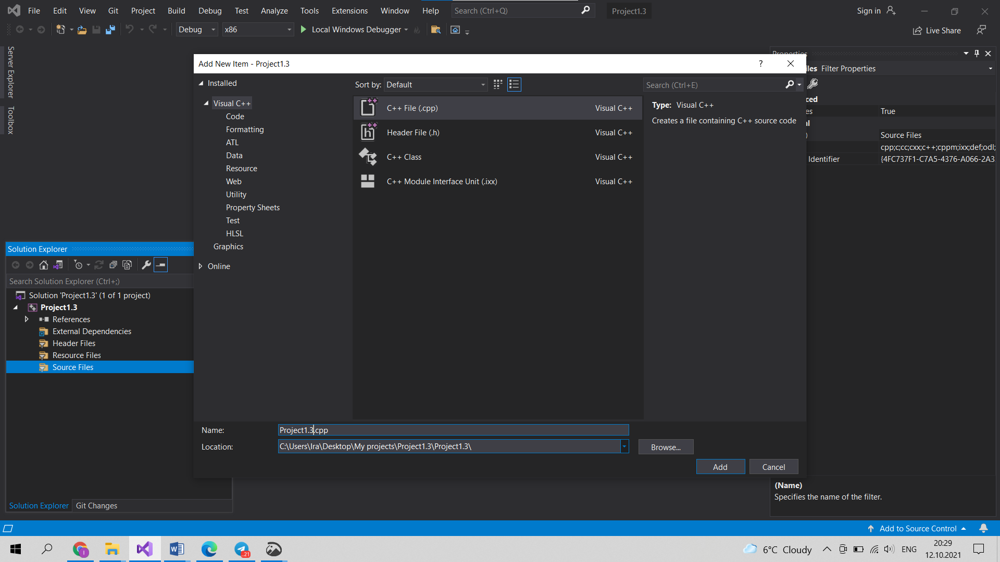 File Edit View Git Project Build Debug Test Analyze Tools Extensions Window Help Search (Ctrl+Q) Project1.3 Sign in
Debug x86 Local Windows Debugger Live Share
Server Explorer
Toolbox
Add New Item - Project1.3 ?
Installed
Visual C++
Code
Formatting
ATL
Data
Resource
Web
Utility
Property Sheets
Test
HLSL
Graphics
Online
Sort by: Default
C++ File (.cpp) Visual C++
Header File (.h) Visual C++
C++ Class Visual C++
C++ Module Interface Unit (.ixx) Visual C++
Search (Ctrl+E)
Type: Visual C++
Creates a file containing C++ source code
Name: Project1.3.cpp
Location: C:\Users\Ira\Desktop\My projects\Project1.3\Project1.3\
Browse...
Add Cancel
Properties
iles Filter Properties
ced
es True
al
) Source Files
cpp;c;cc;cxx;c++;cppm;ixx;def;odl;
Identifier {4FC737F1-C7A5-4376-A066-2A3
(Name)
Specifies the name of the filter.
Solution Explorer
Search Solution Explorer (Ctrl+;)
Solution 'Project1.3' (1 of 1 project)
Project1.3
References
External Dependencies
Header Files
Resource Files
Source Files
Solution Explorer Git Changes
Add to Source Control
6°C Cloudy ENG 20:29
12.10.2021
..21